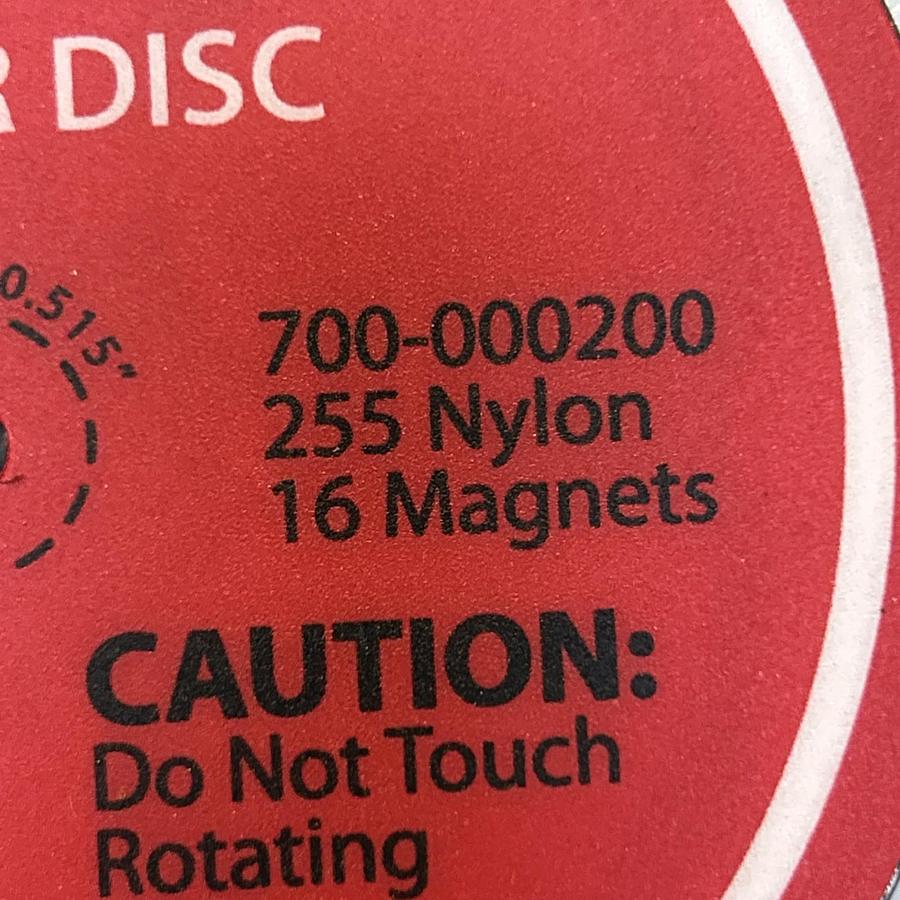 R DISC
0.515"
700-000200
255 Nylon
16 Magnets
CAUTION:
Do Not Touch
Rotating